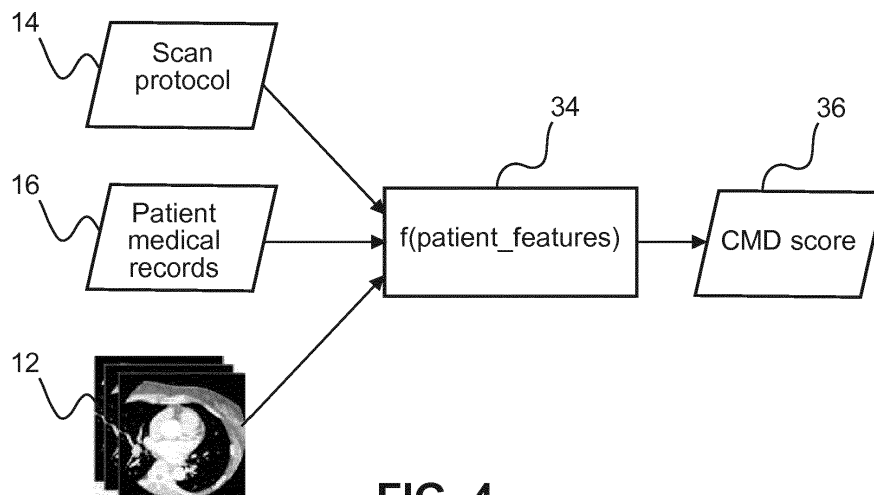 14
Scan
protocol
34
36
16
Patient
medical
records
f(patient_features)
CMD score
12
FIG. 4